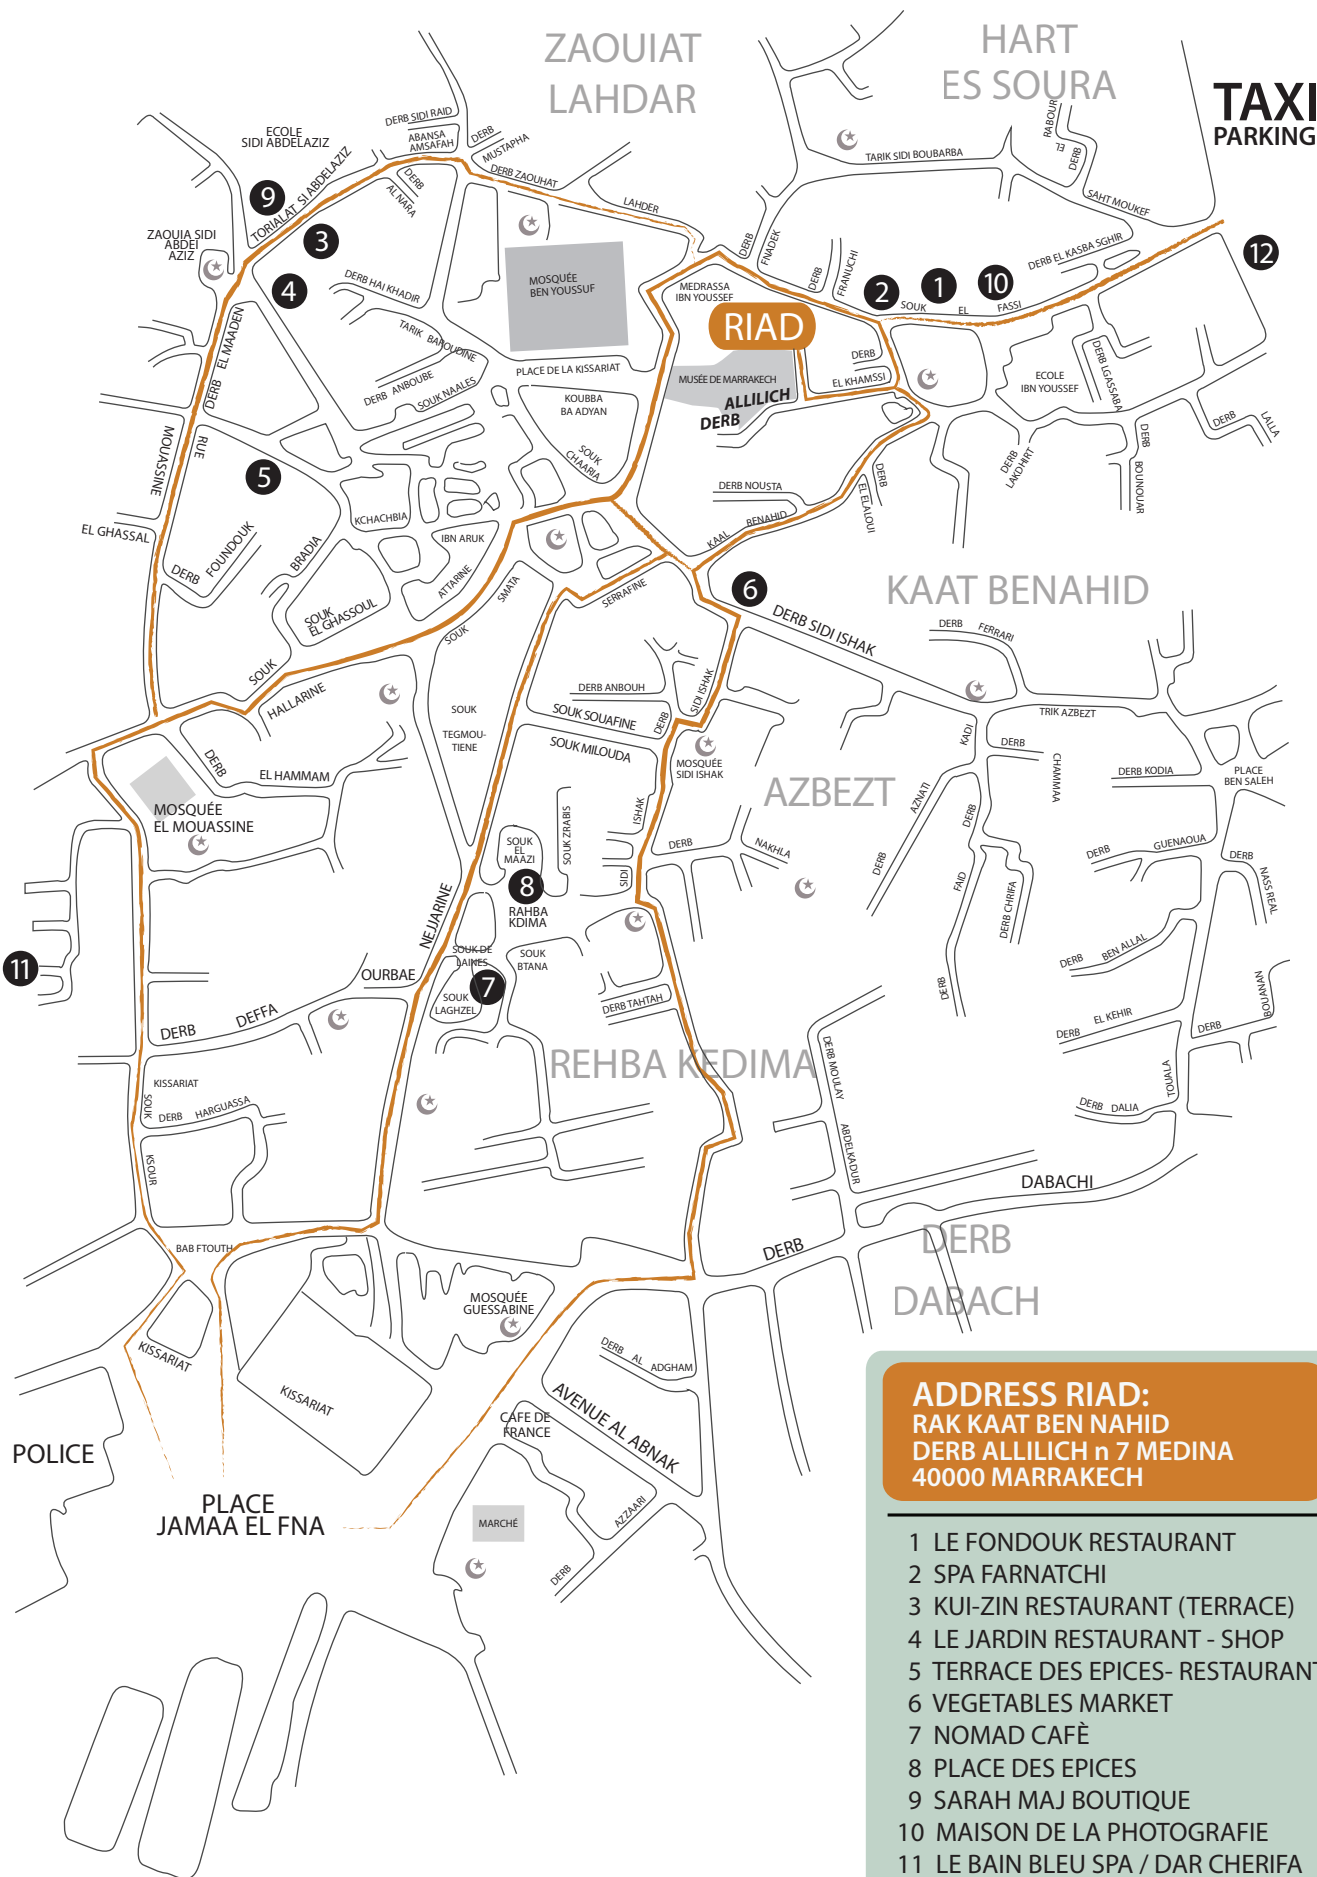 ZAOUIAT
LAHDAR
HART
ES SOURA
TAXI
PARKING
ECOLE
SIDI ABDELAZIZ
DERB SIDI RAID
ABANSA
AMSAFAH
DERB
MUSTAPHA
DERB ZAOUHAT
LAHDER
TARIK SIDI BOUBARBA
EL
RABOUR
DERB
SAHT MOUKEF
DERB EL KASBA SGHIR
9
TORIALAT SI ABDELAZIZ
DERB
AL NARA
3
ZAOUIA SIDI
ABDEI
AZIZ
4
DERB HAI KHADIR
MOSQUÉE
BEN YOUSSUF
MEDRASSA
IBN YOUSSEF
DERB
FNADEK
DERB
FRANUCHI
2
1
10
12
SOUK
EL
FASSI
RIAD
TARIK BAROUDINE
PLACE DE LA KISSARIAT
DERB
EL KHAMSSI
ECOLE
IBN YOUSSEF
DERB LGASSABA
DERB ANBOUBE
SOUK NAALES
MUSÉE DE MARRAKECH
KOUBBA
BA ADYAN
ALLILICH
DERB
DERB EL MAADEN
MOUASSINE
RUE
5
SOUK
CHAARIA
DERB
LALLA
DERB
LAKDHIRT
DERB
BOUNOUAR
DERB NOUSTA
DERB
EL ELALOUI
KAAL BENAHID
KCHACHBIA
IBN ARUK
EL GHASSAL
DERB
FOUNDOUK
BRADIA
ATTARINE
SOUK
EL GHASSOUL
SMATA
SOUK
SERRAFINE
6
KAAT BENAHID
DERB SIDI ISHAK
DERB
FERRARI
SOUK
HALLARINE
DERB ANBOUH
SIDI ISHAK
DERB
SOUK SOUAFINE
SOUK
TEGMOU-
TIENE
SOUK MILOUDA
TRIK AZBEZT
KADI
DERB
CHAMMAA
MOSQUÉE
SIDI ISHAK
DERB
EL HAMMAM
AZBEZT
DERB KODIA
PLACE
BEN SALEH
MOSQUÉE
EL MOUASSINE
AZNATI
DERB
DERB
FAID
DERB
ISHAK
SIDI
SOUK ZRABIS
SOUK
EL
MAAZI
8
RAHBA
KDIMA
DERB
NAKHLA
DERB
GUENAOUA
DERB
NASS REAL
DERB CHRIFA
NEJJARINE
11
OURBAE
SOUK DE
LAINES
7
SOUK
LAGHZEL
SOUK
BTANA
DERB
BEN ALLAL
DERB TAHTAH
BOUANAN
DERB
DEFFA
DERB
EL KEHIR
DERB
REHBA KEDIMA
DERB MOULAY
ABDELKADUR
TOUALA
DERB DALIA
KISSARIAT
SOUK
DERB HARGUASSA
KSOUR
DABACHI
BAB FTOUTH
DERB
DERB
DABACH
MOSQUÉE
GUESSABINE
KISSARIAT
KISSARIAT
DERB AL
ADGHAM
AVENUE AL ABNAK
CAFE DE
FRANCE
POLICE
PLACE
JAMAA EL FNA
MARCHÉ
AZZAARI
DERB
ADDRESS RIAD:
RAK KAAT BEN NAHID
DERB ALLILICH n 7 MEDINA
40000 MARRAKECH
1 LE FONDOUK RESTAURANT
2 SPA FARNATCHI
3 KUI-ZIN RESTAURANT (TERRACE)
4 LE JARDIN RESTAURANT - SHOP
5 TERRACE DES EPICES- RESTAURANT
6 VEGETABLES MARKET
7 NOMAD CAFÈ
8 PLACE DES EPICES
9 SARAH MAJ BOUTIQUE
10 MAISON DE LA PHOTOGRAFIE
11 LE BAIN BLEU SPA / DAR CHERIFA